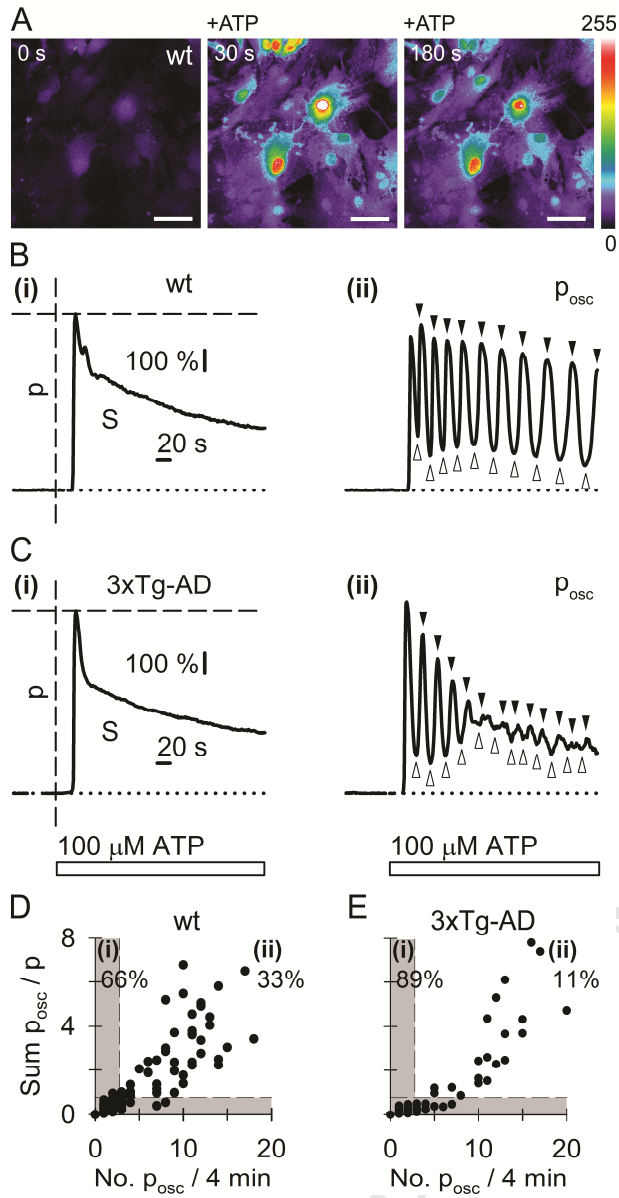 A
+ATP
+ATP
255
0 s
wt
30 s
180 s
0
B
(i)
wt
(ii)
posc
p
100 %
S
20 s
C
(i)
3xTg-AD
(ii)
posc
p
100 %
S
20 s
100 µM ATP
100 µM ATP
D
wt
E
3xTg-AD
8
(i)
(ii)
(i)
(ii)
66%
33%
89%
11%
Sum posc / p
4
0
0
10
20
0
10
20
No. posc / 4 min
No. posc / 4 min